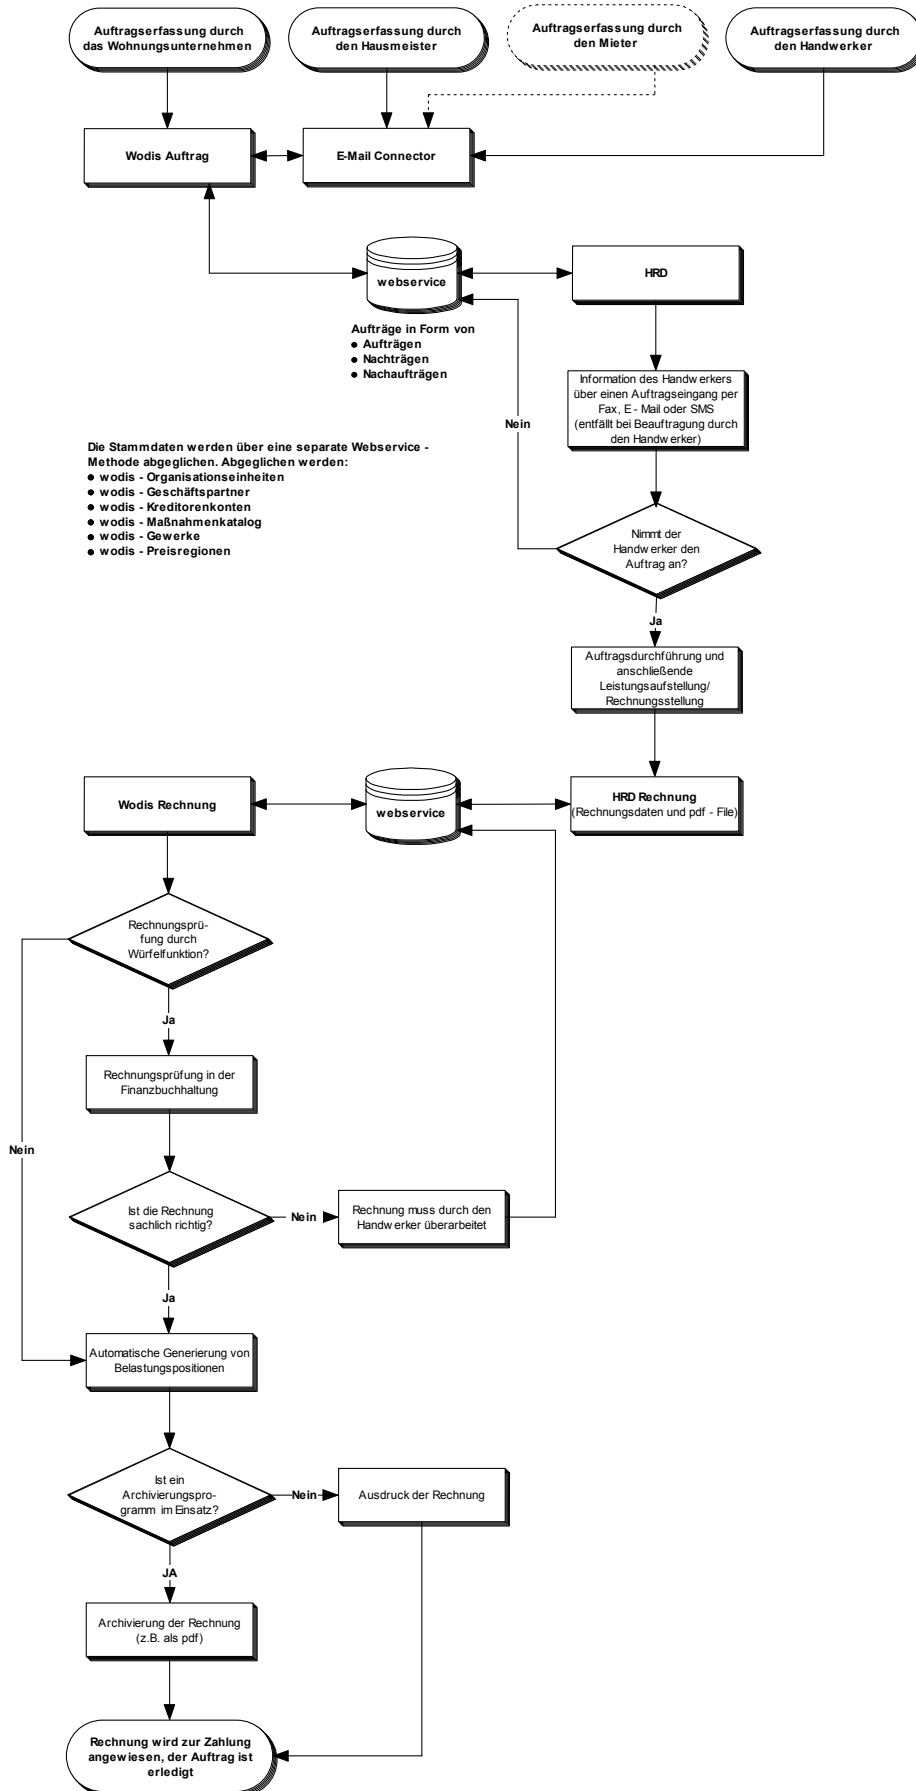 Auftragserfassung durch
das Wohnungsunternehmen
Auftragserfassung durch
den Hausmeister
Auftragserfassung durch
den Mieter
Auftragserfassung durch
den Handwerker
Wodis Auftrag
E-Mail Connector
webservice
HRD
Aufträge in Form von
● Aufträgen
● Nachträgen
● Nachaufträgen
Information des Handwerkers
über einen Auftragseingang per
Fax, E - Mail oder SMS
(entfällt bei Beauftragung durch
den Handwerker)
Nein
Die Stammdaten werden über eine separate Webservice -
Methode abgeglichen. Abgeglichen werden:
● wodis - Organisationseinheiten
● wodis - Geschäftspartner
● wodis - Kreditorenkonten
● wodis - Maßnahmenkatalog
● wodis - Gewerke
● wodis - Preisregionen
Nimmt der
Handwerker den
Auftrag an?
Ja
Auftragsdurchführung und
anschließende
Leistungsaufstellung/
Rechnungsstellung
Wodis Rechnung
webservice
HRD Rechnung
(Rechnungsdaten und pdf - File)
Rechnungsprü-
fung durch
Würfelfunktion?
Ja
Rechnungsprüfung in der
Finanzbuchhaltung
Nein
Ist die Rechnung
sachlich richtig?
Nein
Rechnung muss durch den
Handwerker überarbeitet
Ja
Automatische Generierung von
Belastungspositionen
Ist ein
Archivierungspro-
gramm im Einsatz?
Nein
Ausdruck der Rechnung
JA
Archivierung der Rechnung
(z.B. als pdf)
Rechnung wird zur Zahlung
angewiesen, der Auftrag ist
erledigt